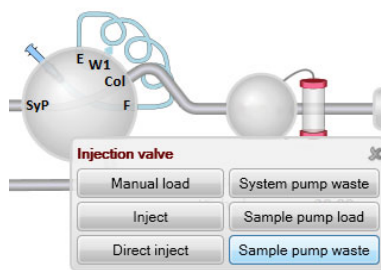 E
W1
Col
SyP
F
Injection valve
Manual load System pump waste
Inject Sample pump load
Direct inject Sample pump waste